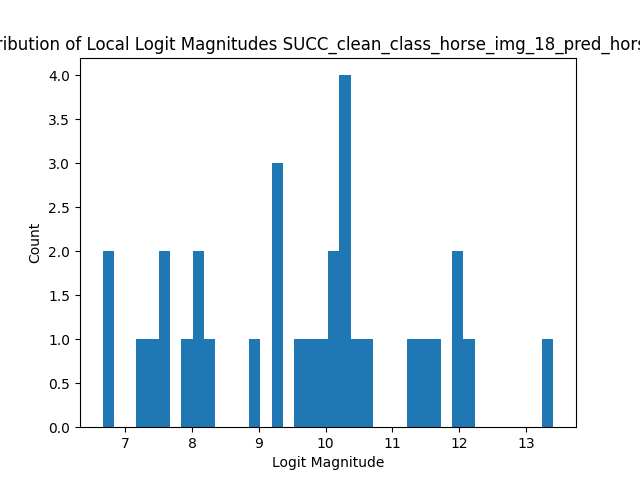 ribution of Local Logit Magnitudes SUCC_clean_class_horse_img_18_pred_hors
4.0
3.5
3.0
2.5
2.0
1.5
1.0
0.5
0.0
Count
7 8 9 10 11 12 13
Logit Magnitude